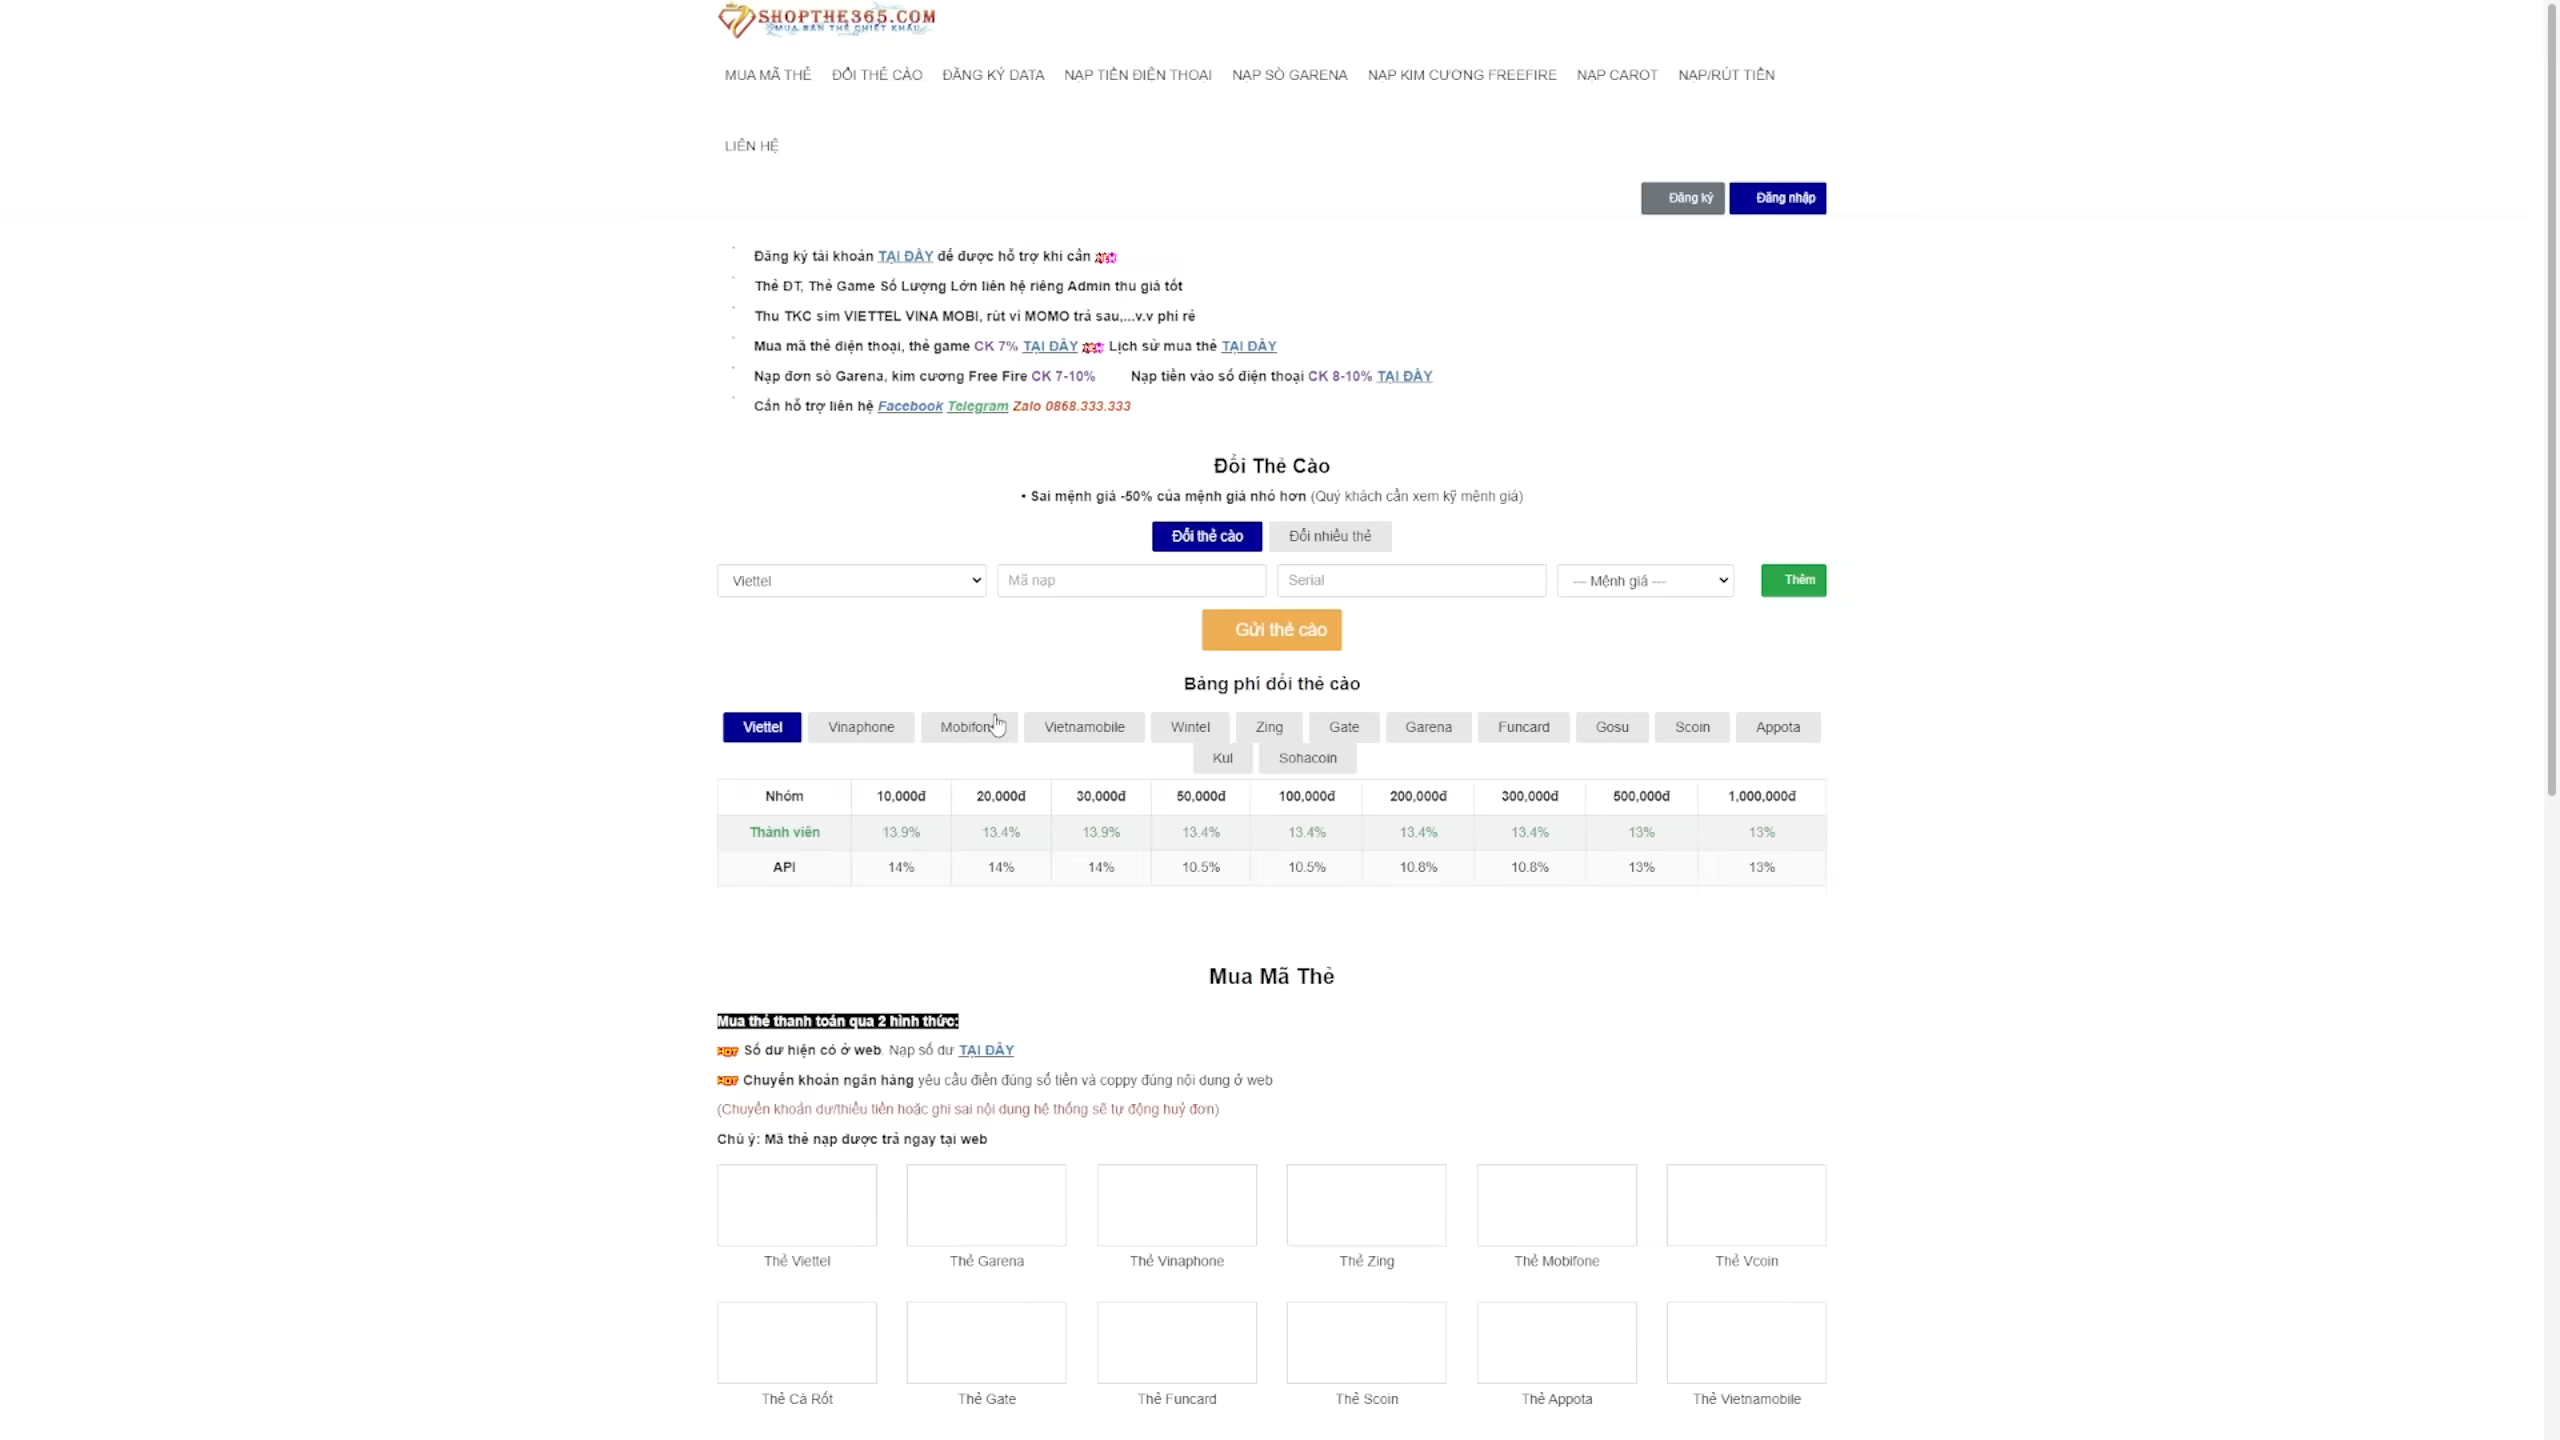 SHOPTHE365.COM
MUA BÁN THẺ CHIẾT KHẤU
MUA MÃ THẺ ĐỔI THẺ CÀO ĐĂNG KÝ DATA NẠP TIỀN ĐIỆN THOẠI NẠP SÒ GARENA NẠP KIM CƯƠNG FREEFIRE NẠP CAROT NẠP/RÚT TIỀN
LIÊN HỆ
Đăng ký Đăng nhập
Đăng ký tài khoản TẠI ĐÂY để được hỗ trợ khi cần NEW
Thẻ ĐT, Thẻ Game Số Lượng Lớn liên hệ riêng Admin thu giá tốt
Thu TKC sim VIETTEL VINA MOBI, rút ví MOMO trả sau,...v.v phí rẻ
Mua mã thẻ điện thoại, thẻ game CK 7% TẠI ĐÂY NEW Lịch sử mua thẻ TẠI ĐÂY
Nạp đơn sò Garena, kim cương Free Fire CK 7-10% Nạp tiền vào số điện thoại CK 8-10% TẠI ĐÂY
Cần hỗ trợ liên hệ Facebook Telegram Zalo 0868.333.333
Đổi Thẻ Cào
• Sai mệnh giá -50% của mệnh giá nhỏ hơn (Quý khách cần xem kỹ mệnh giá)
Đổi thẻ cào Đổi nhiều thẻ
Viettel Mã nạp Serial --- Mệnh giá --- Thêm
Gửi thẻ cào
Bảng phí đổi thẻ cào
Viettel Vinaphone Mobifone Vietnamobile Wintel Zing Gate Garena Funcard Gosu Scoin Appota
Kul Sohacoin
Nhóm 10,000đ 20,000đ 30,000đ 50,000đ 100,000đ 200,000đ 300,000đ 500,000đ 1,000,000đ
Thành viên 13.9% 13.4% 13.9% 13.4% 13.4% 13.4% 13.4% 13% 13%
API 14% 14% 14% 10.5% 10.5% 10.8% 10.8% 13% 13%
Mua Mã Thẻ
Mua thẻ thanh toán qua 2 hình thức:
HOT Số dư hiện có ở web. Nạp số dư TẠI ĐÂY
HOT Chuyển khoản ngân hàng yêu cầu điền đúng số tiền và coppy đúng nội dung ở web
(Chuyển khoản dư/thiếu tiền hoặc ghi sai nội dung hệ thống sẽ tự động huỷ đơn)
Chú ý: Mã thẻ nạp được trả ngay tại web
Thẻ Viettel Thẻ Garena Thẻ Vinaphone Thẻ Zing Thẻ Mobifone Thẻ Vcoin
Thẻ Cà Rốt Thẻ Gate Thẻ Funcard Thẻ Scoin Thẻ Appota Thẻ Vietnamobile